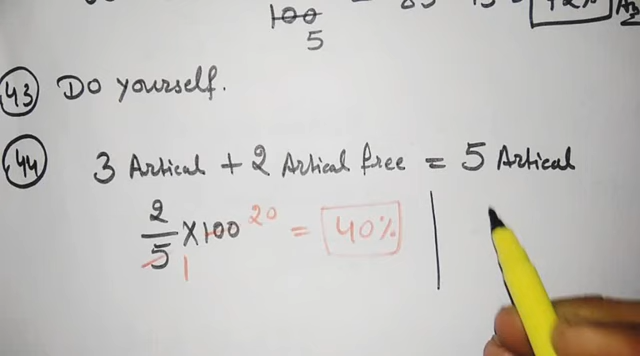 100
5
43 Do yourself.
44 3 Artical + 2 Artical free = 5 Artical
2/5 × 100 20 = 40%
1